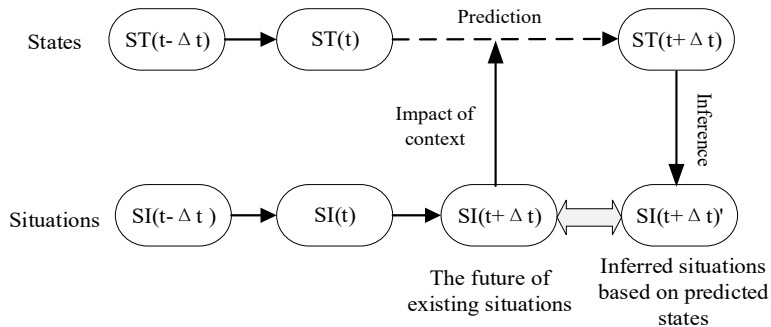 Prediction
States
ST(t- Δ t)
ST(t)
ST(t+ Δ t)
Impact of
context
Inference
Situations
SI(t- Δ t )
SI(t)
SI(t+ Δ t)
SI(t+ Δ t)'
The future of
existing situations
Inferred situations
based on predicted
states